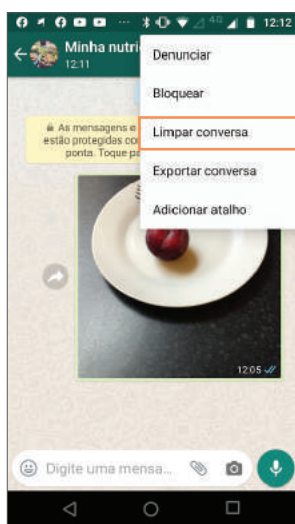 4G 12:12
Minha nutri
12:11
Denunciar
Bloquear
Limpar conversa
Exportar conversa
Adicionar atalho
As mensagens e
estão protegidas co
ponta. Toque pa
12:05
Digite uma mensa...